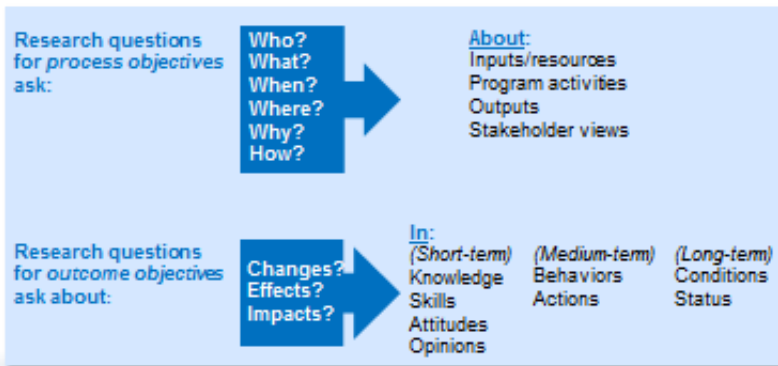 Research questions
for process objectives
ask:
Who?
What?
When?
Where?
Why?
How?
About:
Inputs/resources
Program activities
Outputs
Stakeholder views
Research questions
for outcome objectives
ask about:
Changes?
Effects?
Impacts?
In:
(Short-term) (Medium-term) (Long-term)
Knowledge Behaviors Conditions
Skills Actions Status
Attitudes
Opinions